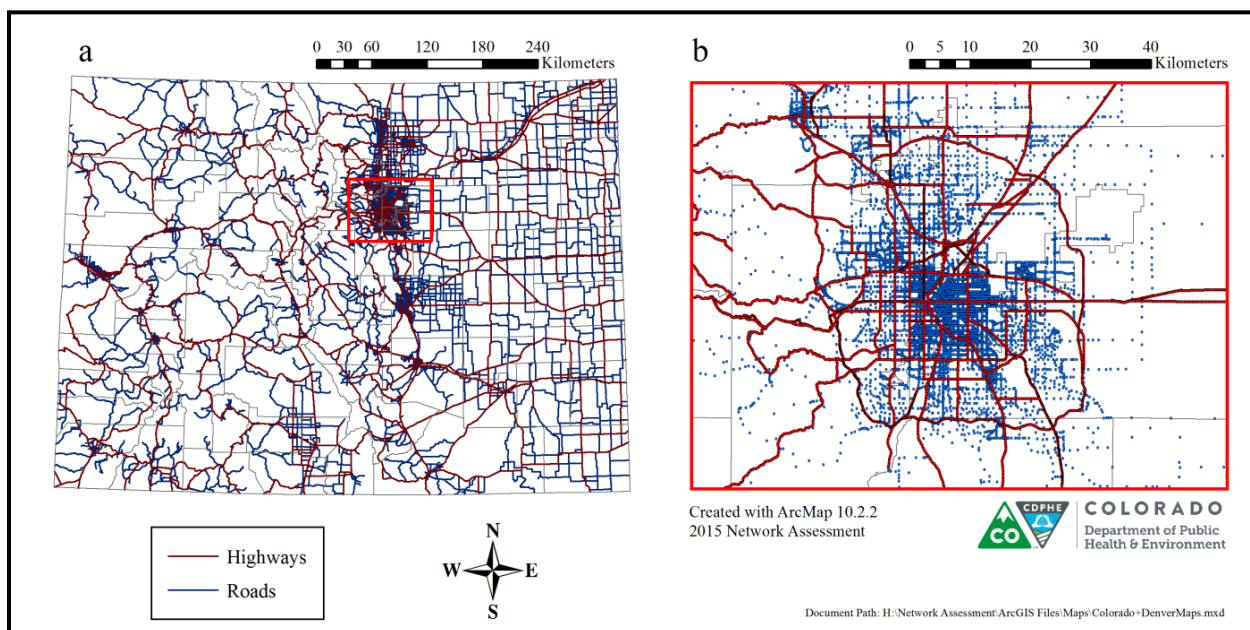 a
0 30 60 120 180 240
Kilometers
b
0 5 10 20 30 40
Kilometers
Highways
Roads
N
W E
S
Created with ArcMap 10.2.2
2015 Network Assessment
CO
CDPHE
COLORADO
Department of Public
Health & Environment
Document Path: H:\Network Assessment\ArcGIS Files\Maps\Colorado+DenverMaps.mxd